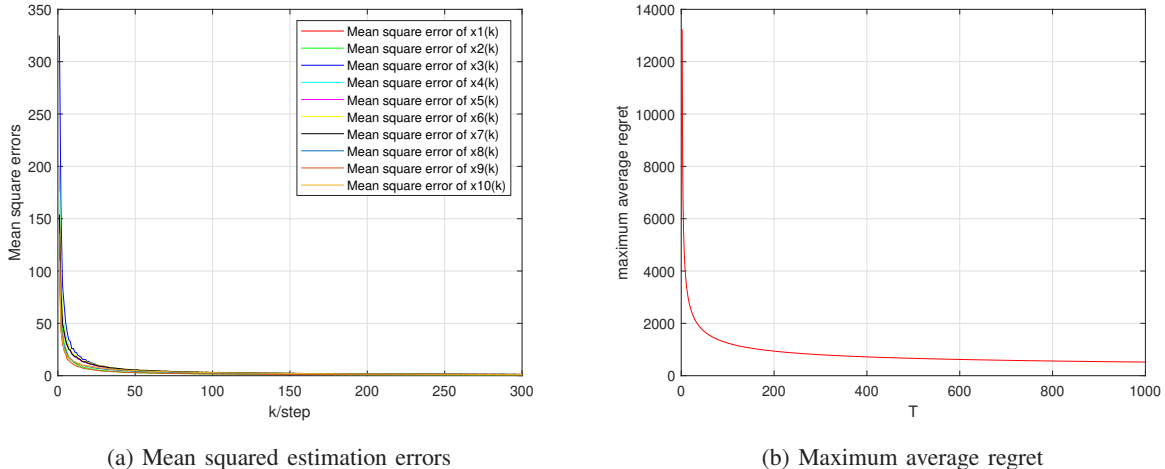 350
300
250
200
150
100
50
0
Mean square errors
Mean square error of x1(k)
Mean square error of x2(k)
Mean square error of x3(k)
Mean square error of x4(k)
Mean square error of x5(k)
Mean square error of x6(k)
Mean square error of x7(k)
Mean square error of x8(k)
Mean square error of x9(k)
Mean square error of x10(k)
0 50 100 150 200 250 300
k/step
(a) Mean squared estimation errors
14000
12000
10000
8000
6000
4000
2000
0
maximum average regret
0 200 400 600 800 1000
T
(b) Maximum average regret